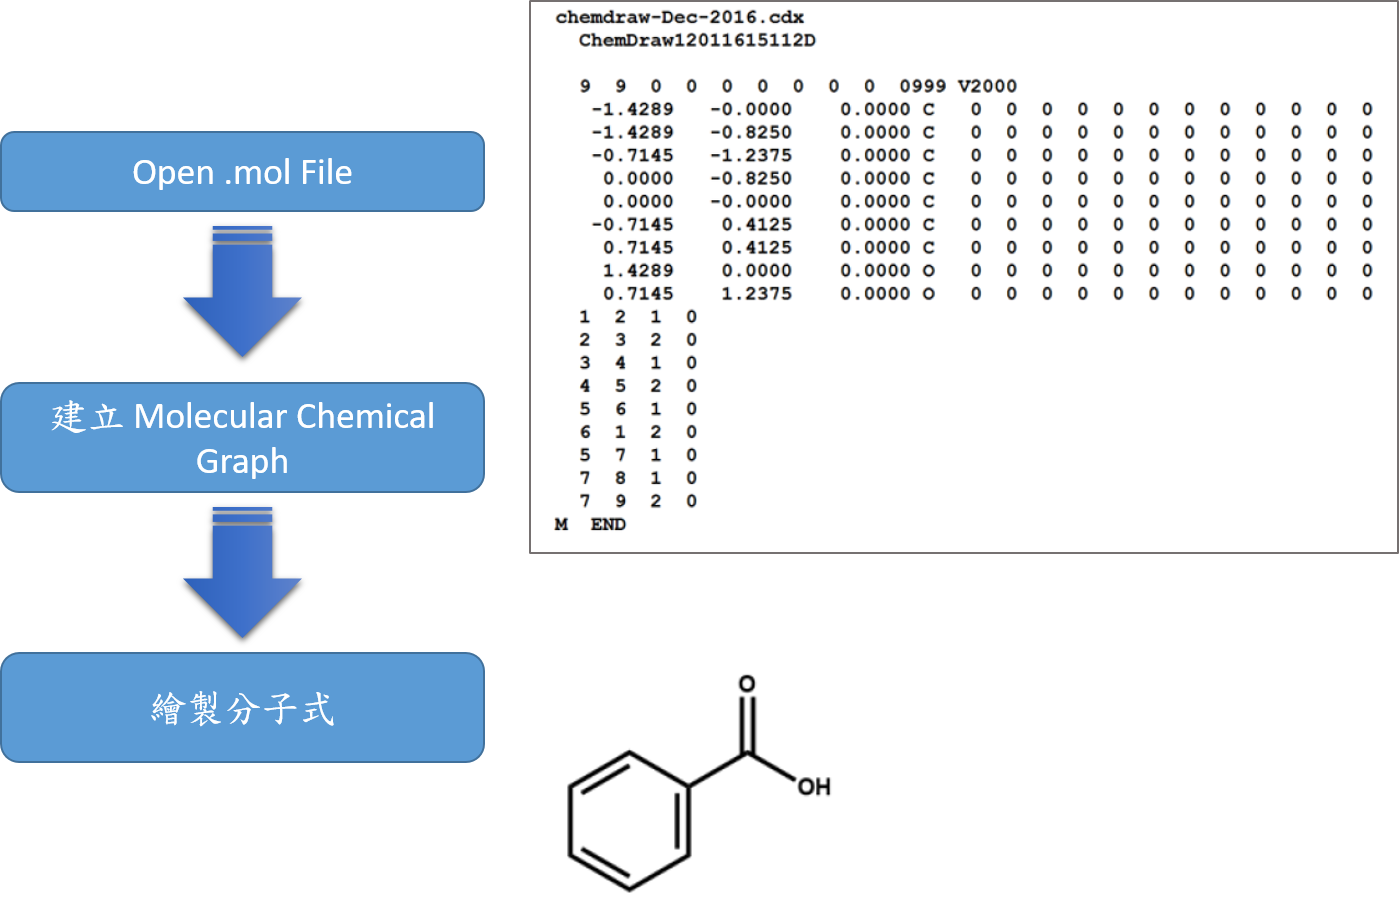 Open .mol File
建立 Molecular Chemical
Graph
繪製分子式
chemdraw-Dec-2016.cdx
ChemDraw12011615112D
9 9 0 0 0 0 0 0 0 0999 V2000
-1.4289 -0.0000 0.0000 C 0 0 0 0 0 0 0 0 0 0 0 0
-1.4289 -0.8250 0.0000 C 0 0 0 0 0 0 0 0 0 0 0 0
-0.7145 -1.2375 0.0000 C 0 0 0 0 0 0 0 0 0 0 0 0
0.0000 -0.8250 0.0000 C 0 0 0 0 0 0 0 0 0 0 0 0
0.0000 -0.0000 0.0000 C 0 0 0 0 0 0 0 0 0 0 0 0
-0.7145 0.4125 0.0000 C 0 0 0 0 0 0 0 0 0 0 0 0
0.7145 0.4125 0.0000 C 0 0 0 0 0 0 0 0 0 0 0 0
1.4289 0.0000 0.0000 O 0 0 0 0 0 0 0 0 0 0 0 0
0.7145 1.2375 0.0000 O 0 0 0 0 0 0 0 0 0 0 0 0
1 2 1 0
2 3 2 0
3 4 1 0
4 5 2 0
5 6 1 0
6 1 2 0
5 7 1 0
7 8 1 0
7 9 2 0
M END
O
OH